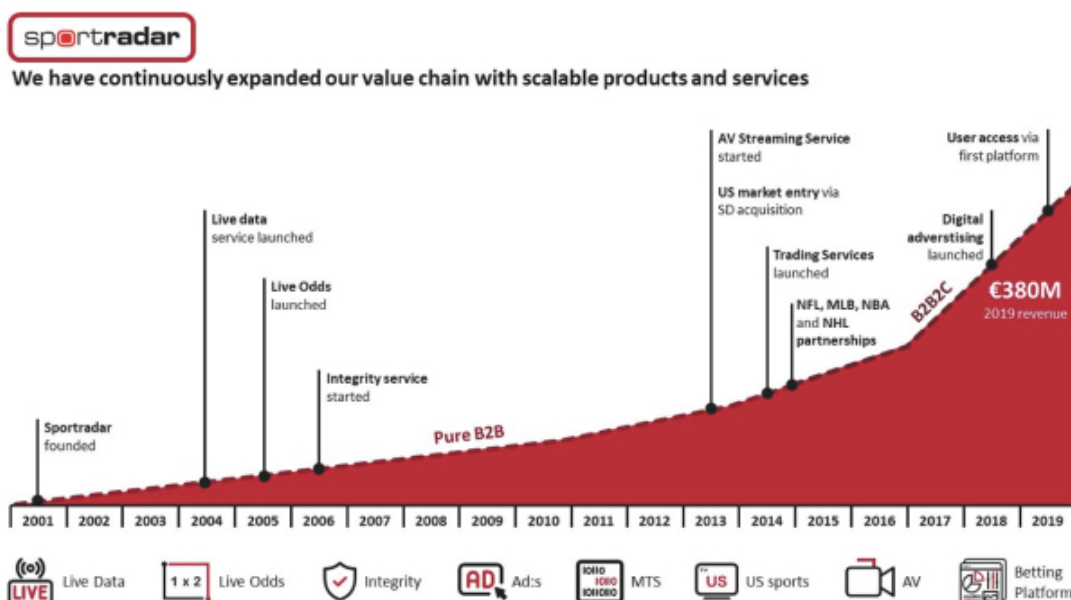 sportradar
We have continuously expanded our value chain with scalable products and services
AV Streaming Service
started
US market entry via
SD acquisition
User access via
first platform
Live data
service launched
Digital
adverstising
launched
Trading Services
launched
Live Odds
launched
B2B2C
€380M
2019 revenue
NFL, MLB, NBA
and NHL
partnerships
Integrity service
started
Sportradar
founded
Pure B2B
2001 2002 2003 2004 2005 2006 2007 2008 2009 2010 2011 2012 2013 2014 2015 2016 2017 2018 2019
LIVE Live Data
1 x 2 Live Odds
Integrity
AD Ad:s
10110
1010
1011010
MTS
US US sports
AV
Betting
Platform